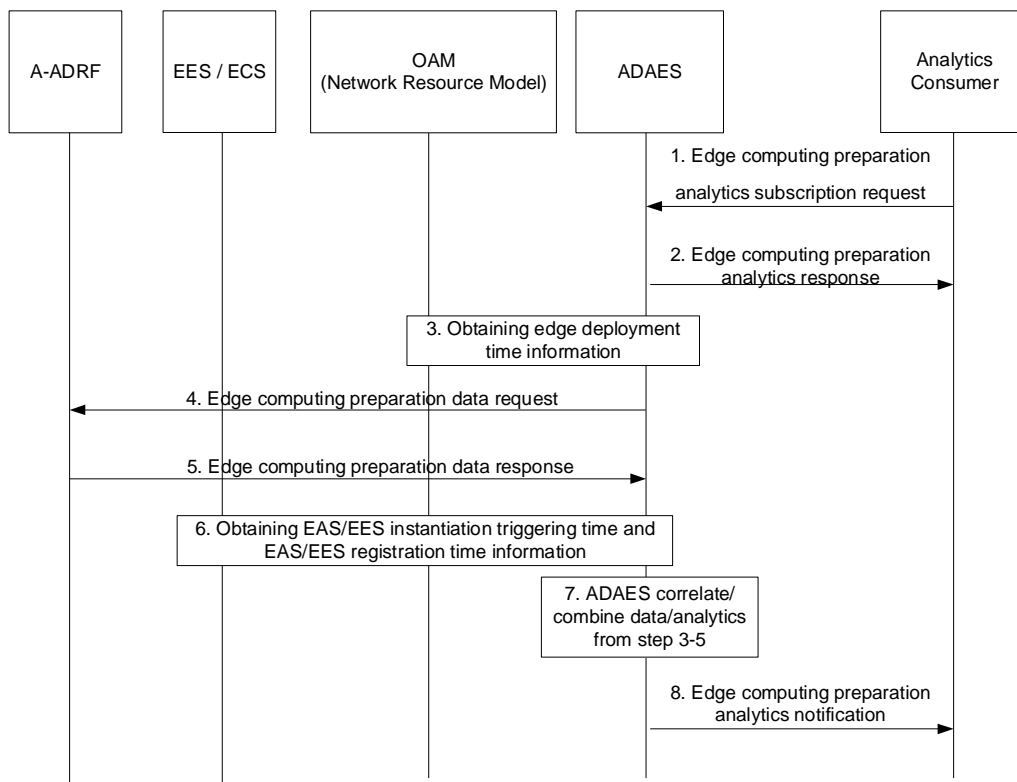 A-ADRF
EES / ECS
OAM
(Network Resource Model)
ADAES
Analytics
Consumer
1. Edge computing preparation
analytics subscription request
2. Edge computing preparation
analytics response
3. Obtaining edge deployment
time information
4. Edge computing preparation data request
5. Edge computing preparation data response
6. Obtaining EAS/EES instantiation triggering time and
EAS/EES registration time information
7. ADAES correlate/
combine data/analytics
from step 3-5
8. Edge computing preparation
analytics notification